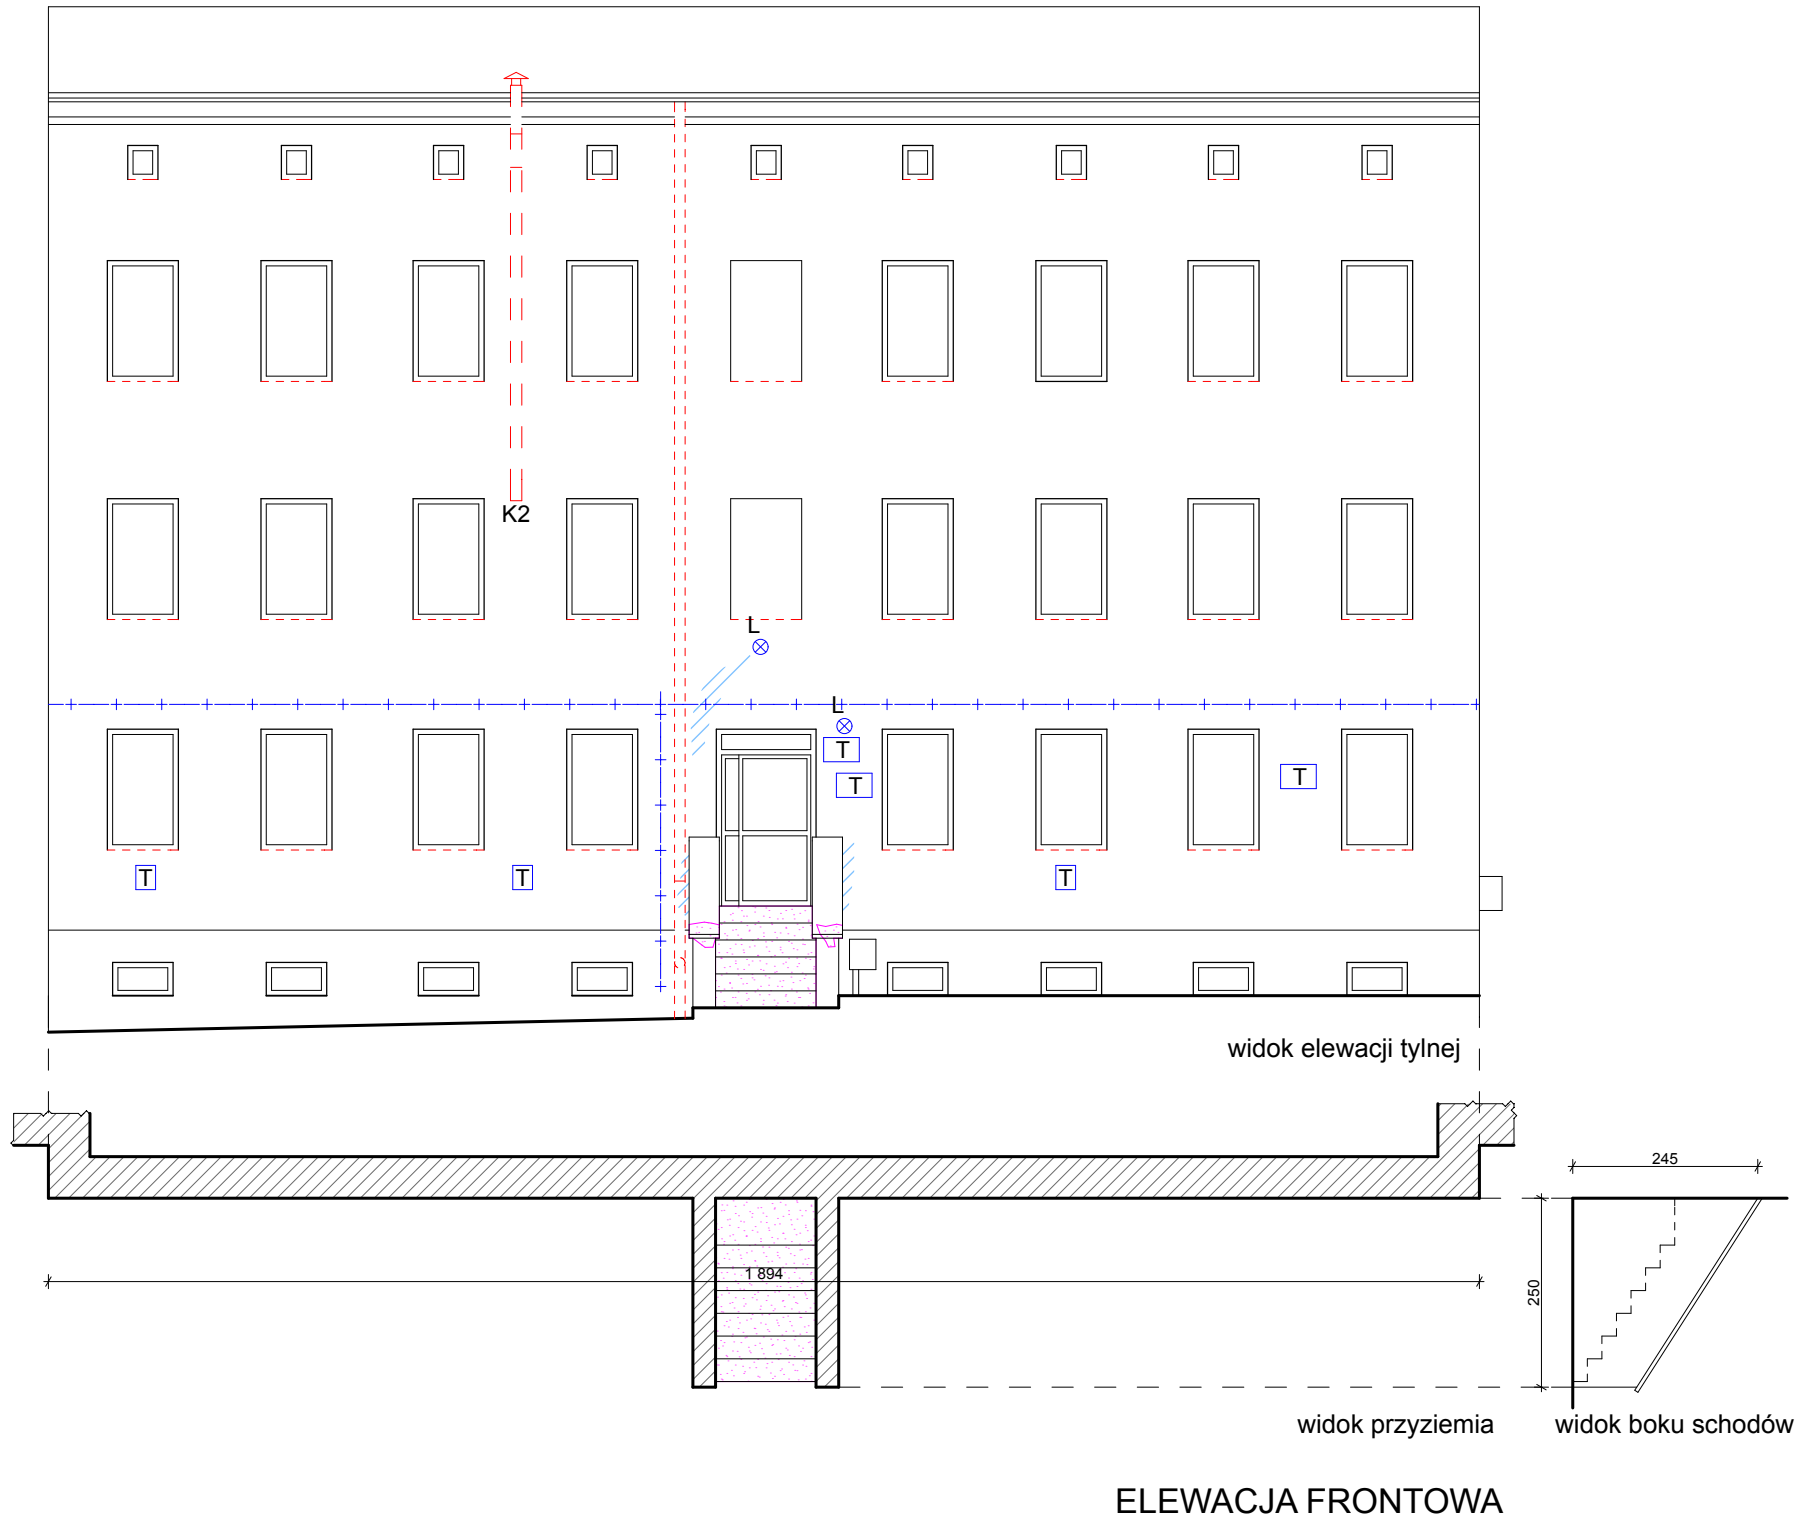 K2
L
L
T
T
T
T
T
T
widok elewacji tylnej
245
1 894
250
widok przyziemia
widok boku schodów
ELEWACJA FRONTOWA